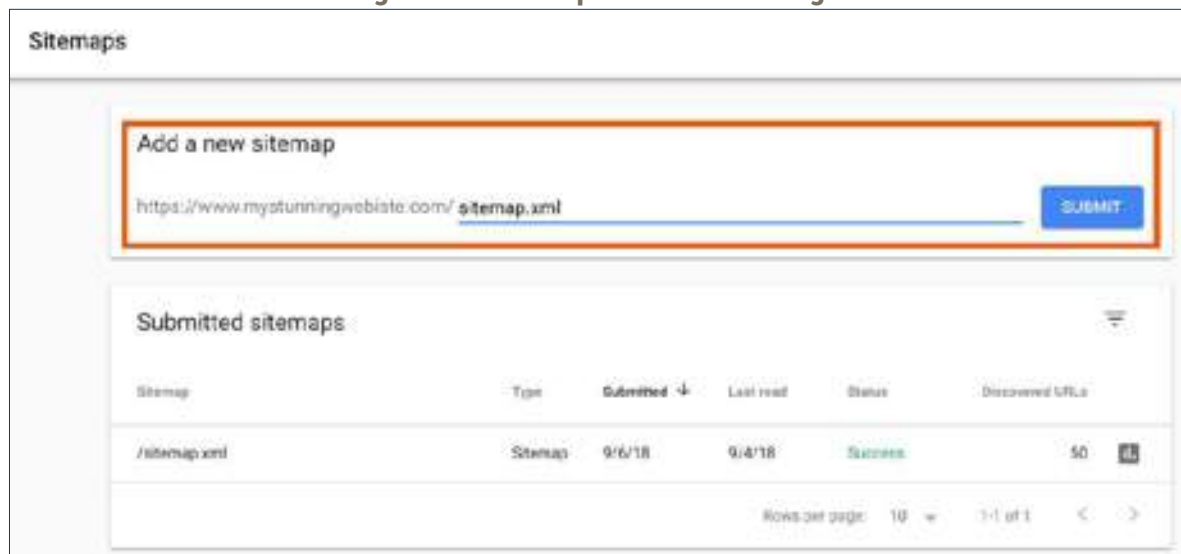 Sitemaps
Add a new sitemap
https://www.mystunningwebiste.com/ sitemap.xml
SUBMIT
Submitted sitemaps
Sitemap Type Submitted ↓ Last read Status Discovered URLs
/sitemap.xml Sitemap 9/6/18 9/4/18 Success 50
Rows per page: 10 1-1 of 1 < >